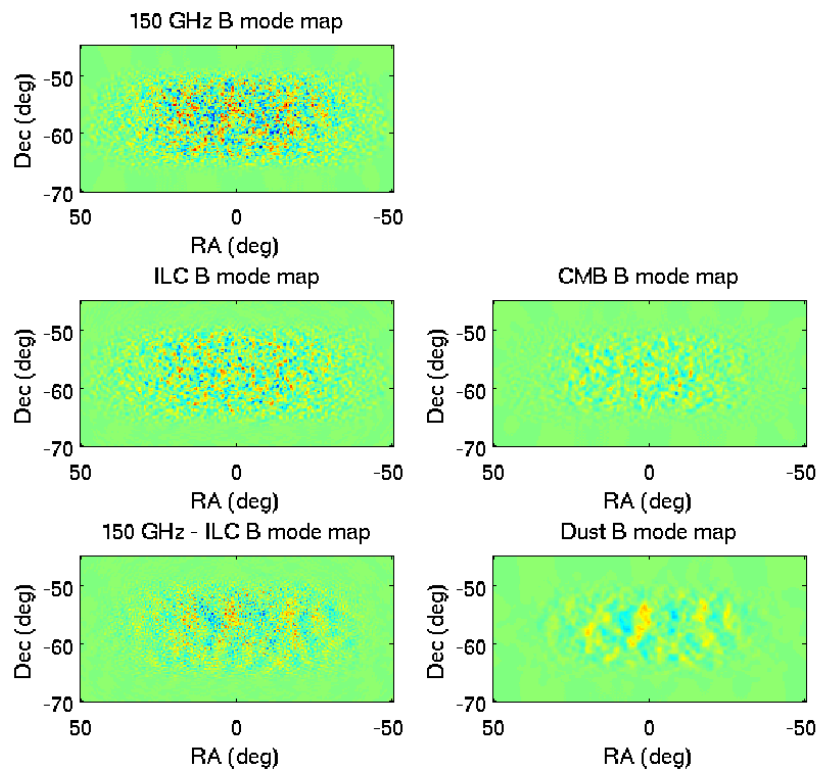 150 GHz B mode map
Dec (deg)
-50
-60
-70
50 0 -50
RA (deg)
ILC B mode map
Dec (deg)
-50
-60
-70
50 0 -50
RA (deg)
CMB B mode map
Dec (deg)
-50
-60
-70
50 0 -50
RA (deg)
150 GHz - ILC B mode map
Dec (deg)
-50
-60
-70
50 0 -50
RA (deg)
Dust B mode map
Dec (deg)
-50
-60
-70
50 0 -50
RA (deg)